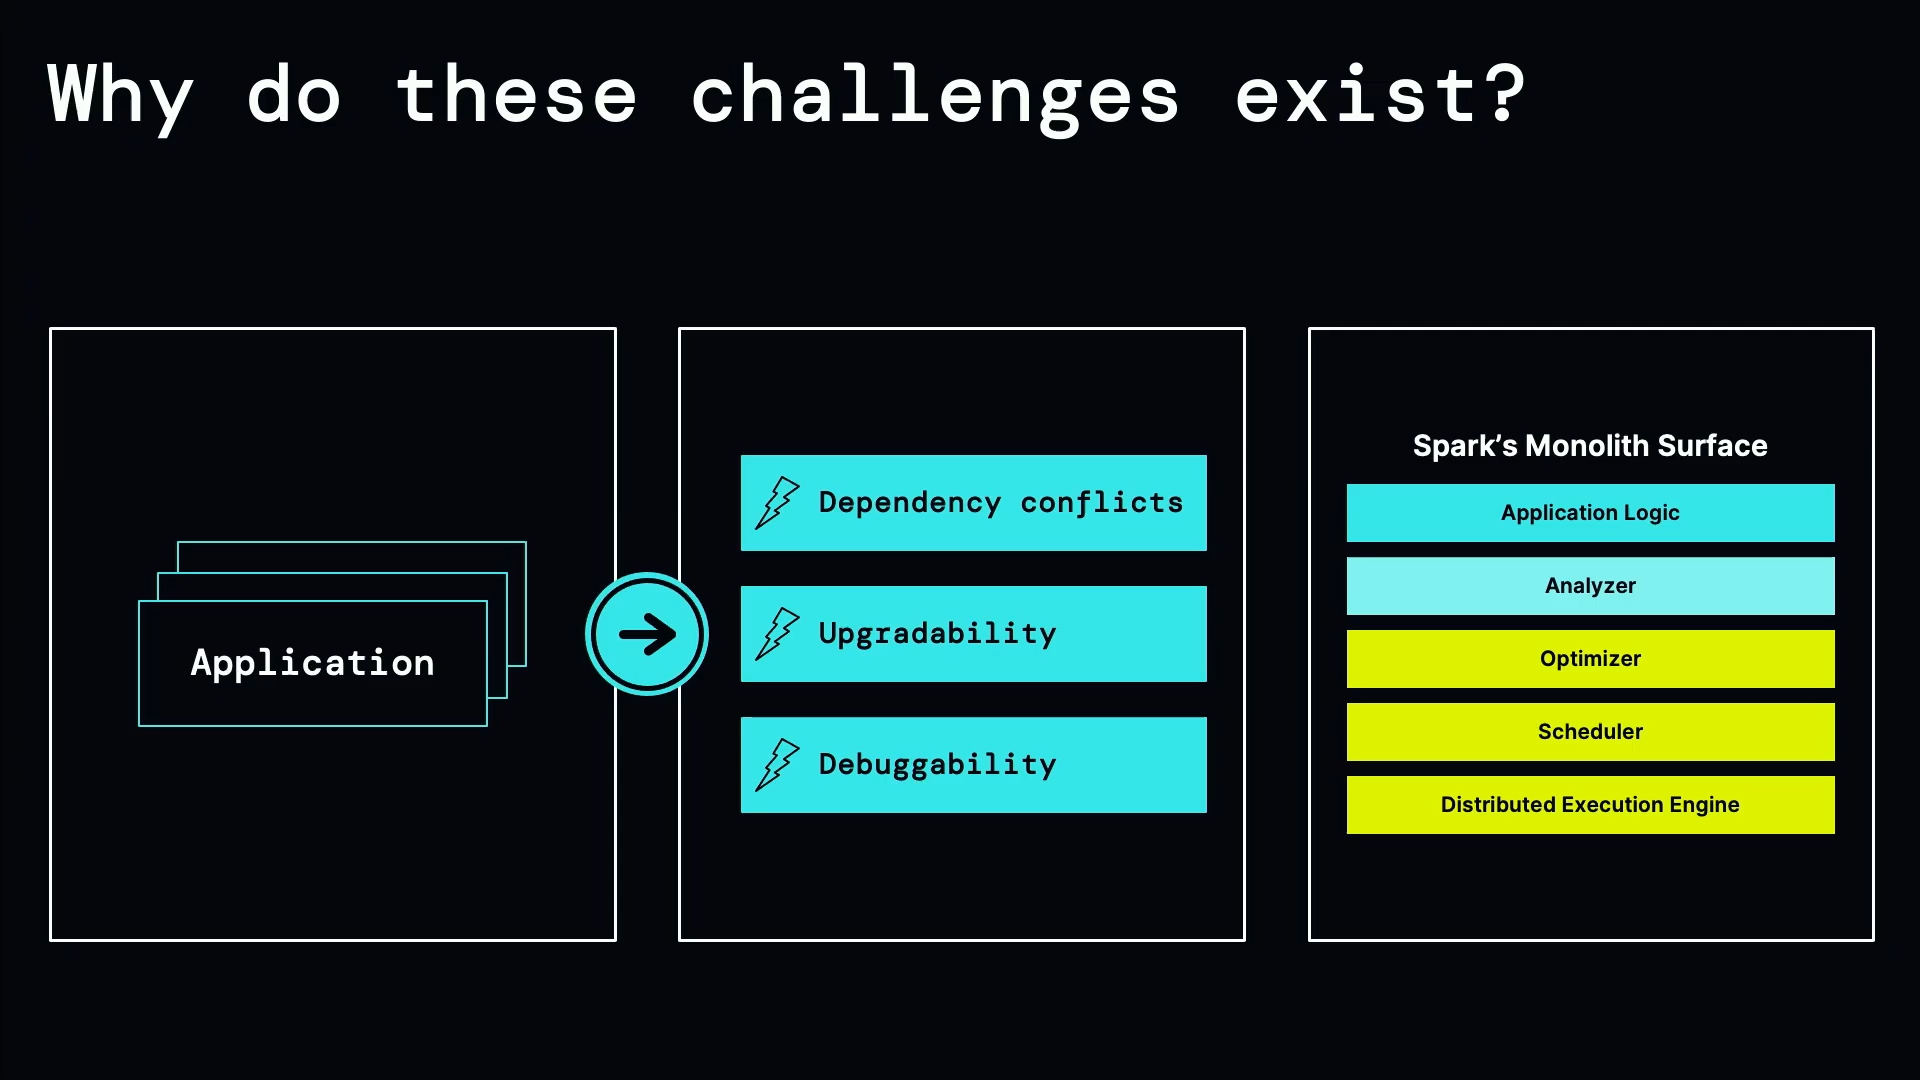 Why do these challenges exist?
Application
Dependency conflicts
Upgradability
Debuggability
Spark’s Monolith Surface
Application Logic
Analyzer
Optimizer
Scheduler
Distributed Execution Engine